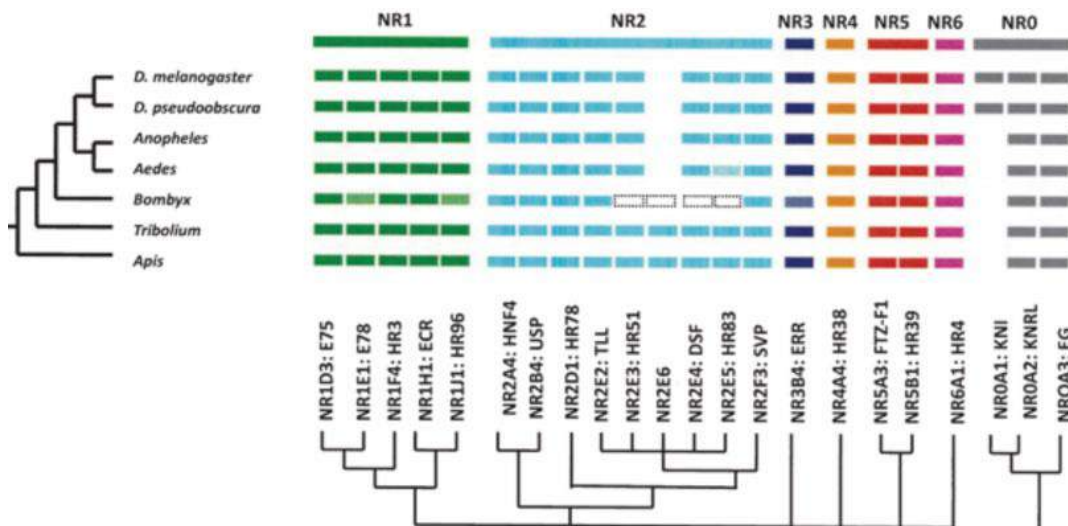 NR1 NR2 NR3 NR4 NR5 NR6 NR0
D. melanogaster
D. pseudoobscura
Anopheles
Aedes
Bombyx
Tribolium
Apis
NR1D3: E75
NR1E1: E78
NR1F4: HR3
NR1H1: ECR
NR1J1: HR96
NR2A4: HNF4
NR2B4: USP
NR2D1: HR78
NR2E2: TLL
NR2E3: HR51
NR2E6
NR2E4: DSF
NR2E5: HR83
NR2F3: SVP
NR3B4: ERR
NR4A4: HR38
NR5A3: FTZ-F1
NR5B1: HR39
NR6A1: HR4
NR0A1: KNI
NR0A2: KNRL
NR0A3: EG